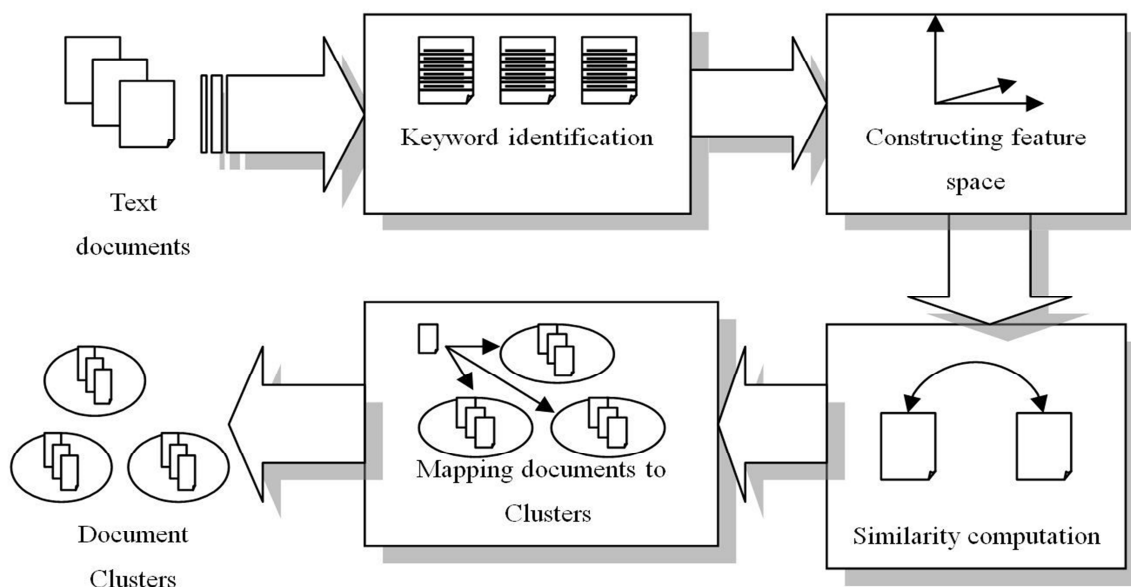 Text
documents
Keyword identification
Constructing feature
space
Similarity computation
Mapping documents to
Clusters
Document
Clusters